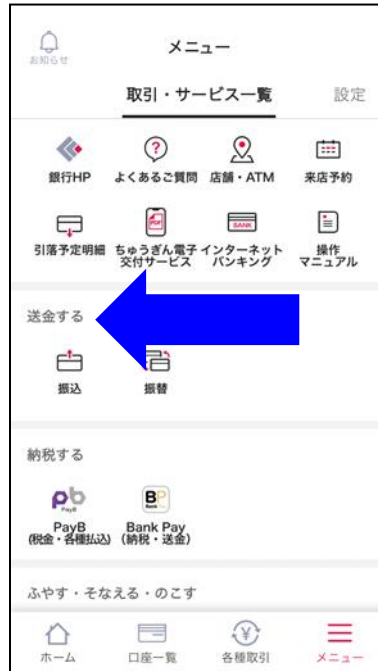 お知らせ
メニュー
取引・サービス一覧
設定
銀行HP
よくあるご質問
店舗・ATM
来店予約
PDF
BANK
引落予定明細
ちゅうぎん電子
交付サービス
インターネット
バンキング
操作
マニュアル
送金する
振込
振替
納税する
pb
PayB
BP
PayB
(税金・各種払込)
Bank Pay
(納税・送金)
ふやす・そなえる・のこす
ホーム
口座一覧
各種取引
メニュー